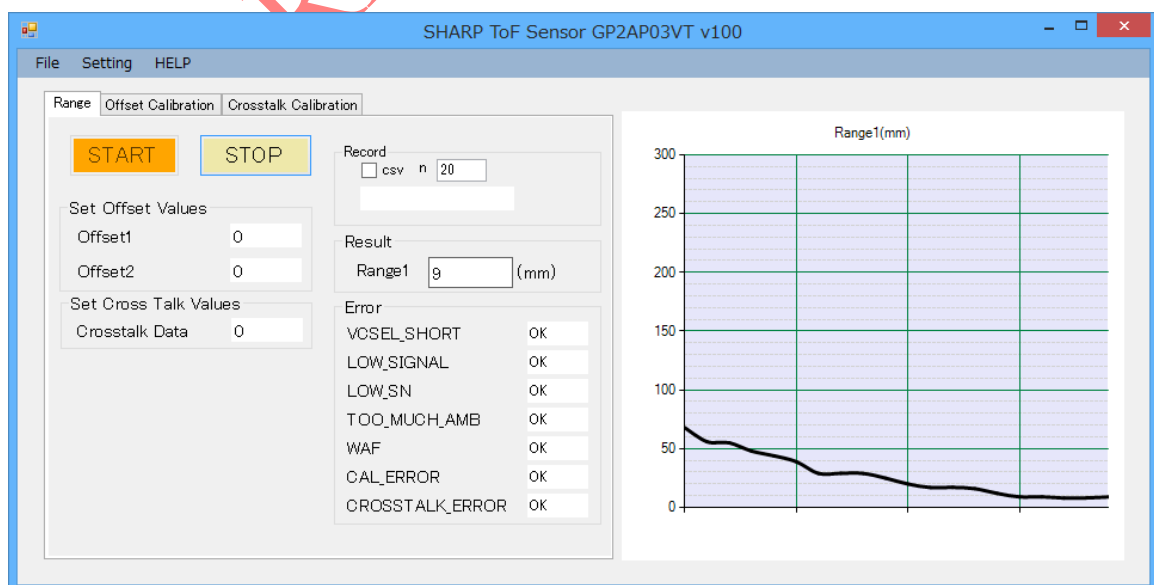 SHARP ToF Sensor GP2AP03VT v100
File Setting HELP
Range Offset Calibration Crosstalk Calibration
START STOP
Record
csv n 20
Set Offset Values
Offset1 0
Offset2 0
Set Cross Talk Values
Crosstalk Data 0
Result
Range1 9 (mm)
Error
VCSEL_SHORT OK
LOW_SIGNAL OK
LOW_SN OK
TOO_MUCH_AMB OK
WAF OK
CAL_ERROR OK
CROSSTALK_ERROR OK
Range1(mm)
300
250
200
150
100
50
0